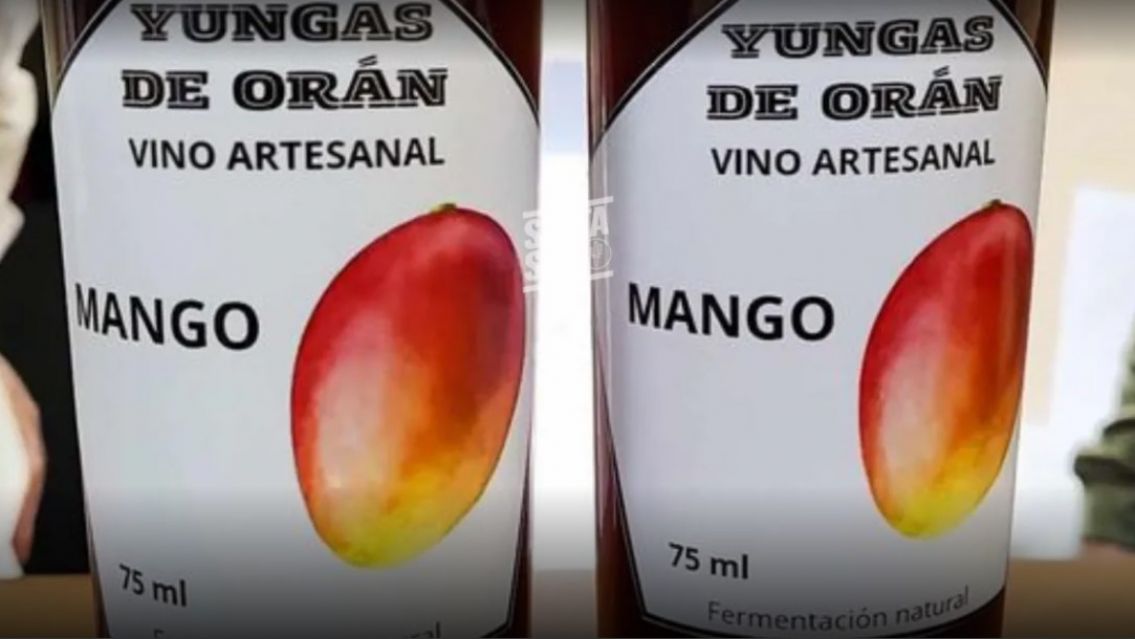 YUNGAS
DE ORÁN
VINO ARTESANAL
MANGO
75 ml
YUNGAS
DE ORÁN
VINO ARTESANAL
MANGO
75 ml
Fermentación natural